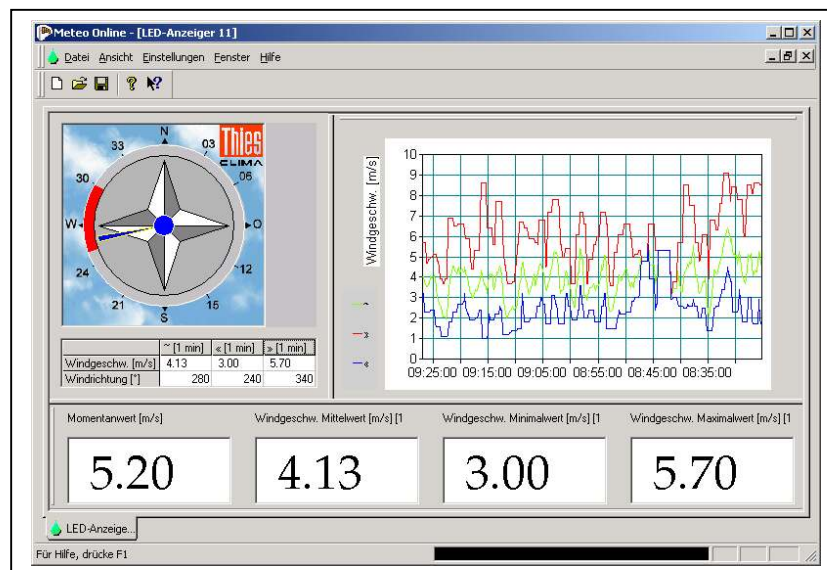 Meteo Online - [LED-Anzeiger 11]
Datei Ansicht Einstellungen Fenster Hilfe
N
03
06
O
12
15
S
21
24
W
30
33
Thies
CLIMA
~ [1 min] « [1 min] » [1 min]
Windgeschw. [m/s] 4.13 3.00 5.70
Windrichtung [°] 280 240 340
Windgeschw. [m/s]
10
9
8
7
6
5
4
3
2
1
0
09:25:00 09:15:00 09:05:00 08:55:00 08:45:00 08:35:00
Momentanwert [m/s]
5.20
Windgeschw. Mittelwert [m/s] [1
4.13
Windgeschw. Minimalwert [m/s] [1
3.00
Windgeschw. Maximalwert [m/s] [1
5.70
LED-Anzeige...
Für Hilfe, drücke F1